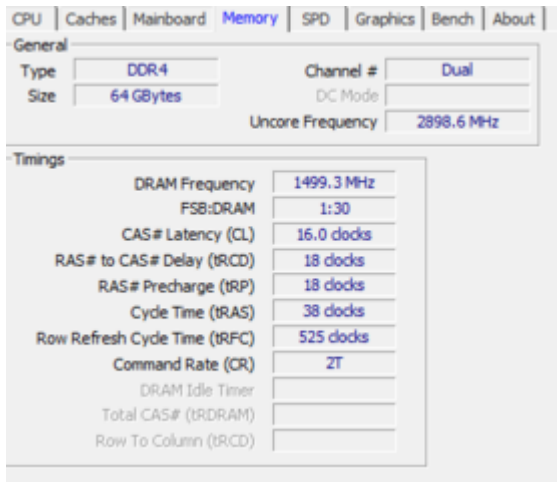 CPU Caches Mainboard Memory SPD Graphics Bench About
General
Type DDR4 Channel # Dual
Size 64 GBytes DC Mode
Uncore Frequency 2898.6 MHz
Timings
DRAM Frequency 1499.3 MHz
FSB:DRAM 1:30
CAS# Latency (CL) 16.0 clocks
RAS# to CAS# Delay (tRCD) 18 clocks
RAS# Precharge (tRP) 18 clocks
Cycle Time (tRAS) 38 clocks
Row Refresh Cycle Time (tRFC) 525 clocks
Command Rate (CR) 2T
DRAM Idle Timer
Total CAS# (tRDRAM)
Row To Column (tRCD)